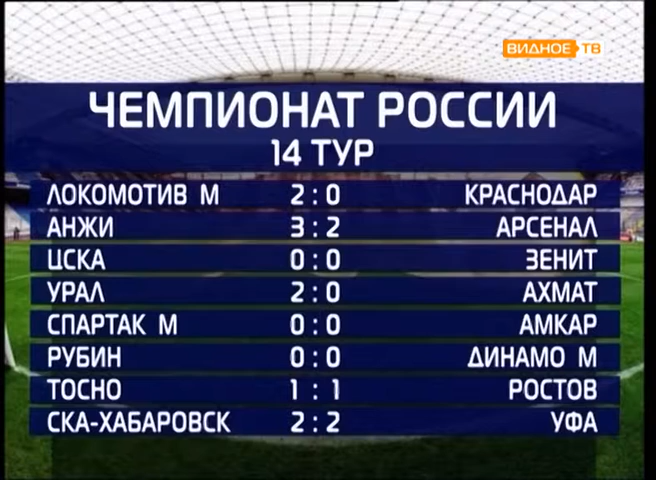 ВИДНОЕ ТВ
ЧЕМПИОНАТ РОССИИ
14 ТУР
ЛОКОМОТИВ М 2:0 КРАСНОДАР
АНЖИ 3:2 АРСЕНАЛ
ЦСКА 0:0 ЗЕНИТ
УРАЛ 2:0 АХМАТ
СПАРТАК М 0:0 АМКАР
РУБИН 0:0 ДИНАМО М
ТОСНО 1:1 РОСТОВ
СКА-ХАБАРОВСК 2:2 УФА